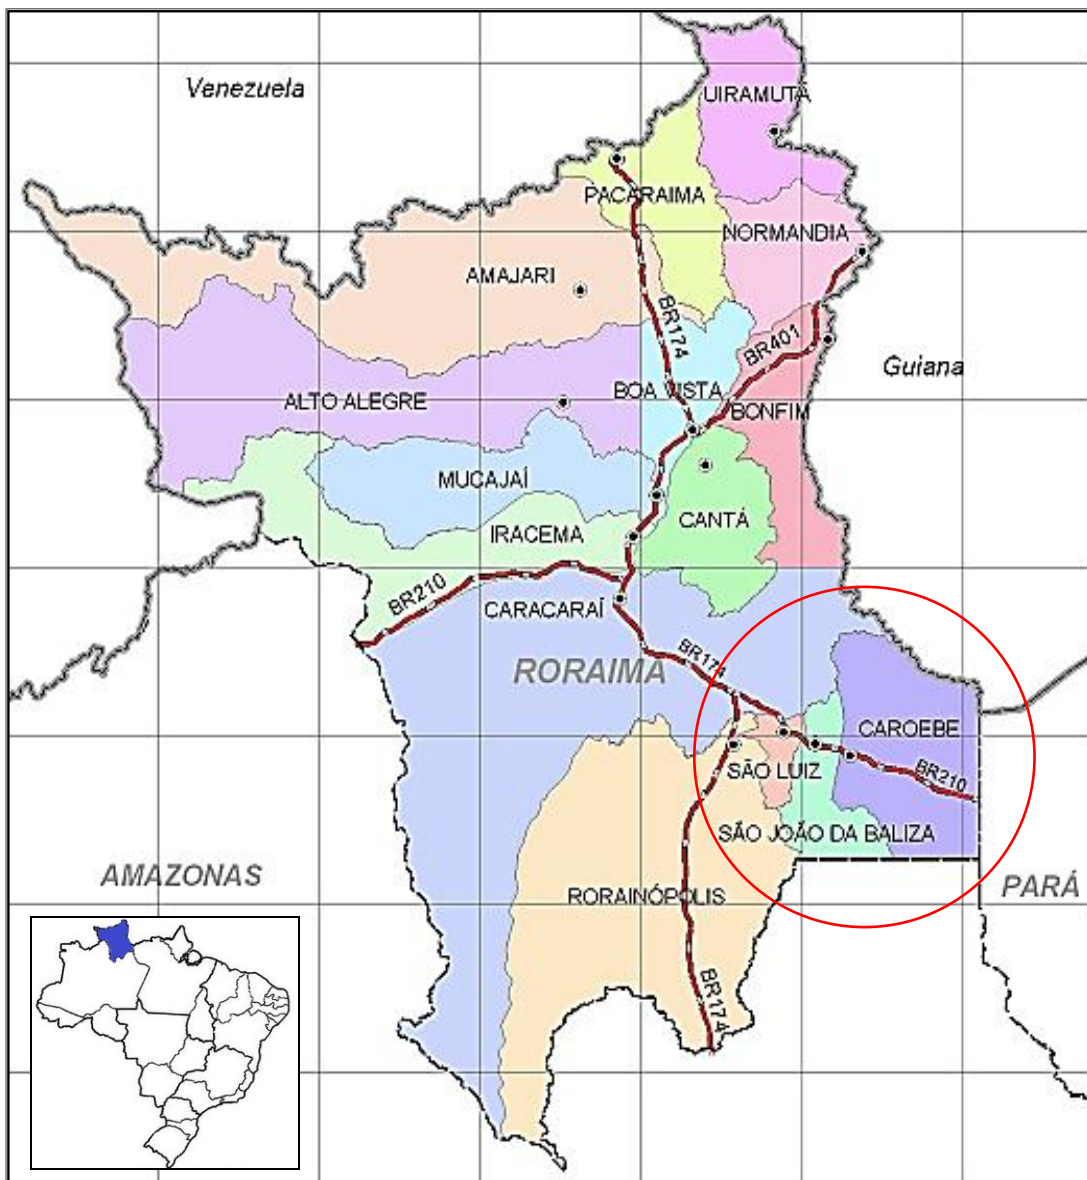 Venezuela
UIRAMUTÃ
PACARAIMA
NORMANDIA
AMAJARI
BR174
BR401
Guiana
ALTO ALEGRE
BOA VISTA
BONFIM
MUCAJAÍ
CANTÁ
IRACEMA
BR210
CARACARAÍ
BR174
RORAIMA
CAROEBE
SÃO LUIZ
BR210
SÃO JOÃO DA BALIZA
AMAZONAS
PARÁ
RORAINÓPOLIS
BR174